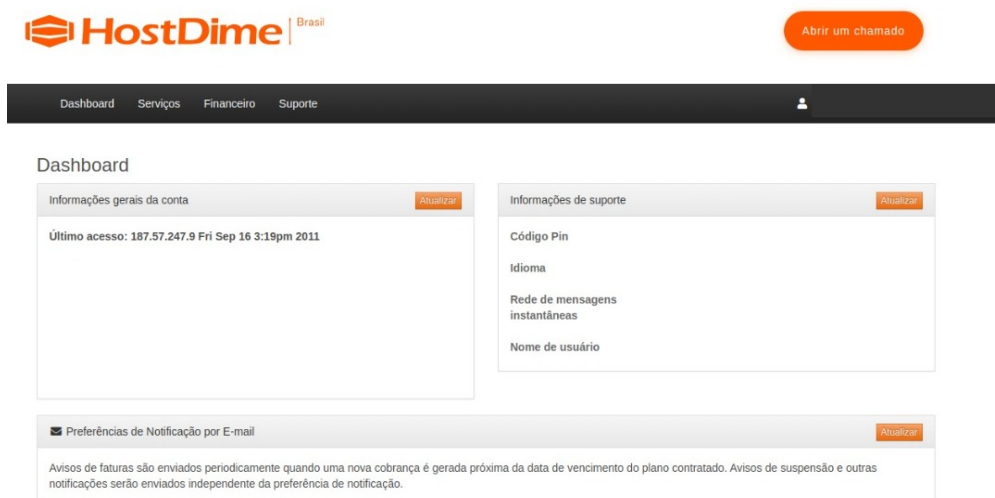 HostDime Brasil
Abrir um chamado
Dashboard Serviços Financeiro Suporte
Dashboard
Informações gerais da conta Atualizar
Último acesso: 187.57.247.9 Fri Sep 16 3:19pm 2011
Informações de suporte Atualizar
Código Pin
Idioma
Rede de mensagens
instantâneas
Nome de usuário
Preferências de Notificação por E-mail Atualizar
Avisos de faturas são enviados periodicamente quando uma nova cobrança é gerada próxima da data de vencimento do plano contratado. Avisos de suspensão e outras
notificações serão enviados independente da preferência de notificação.